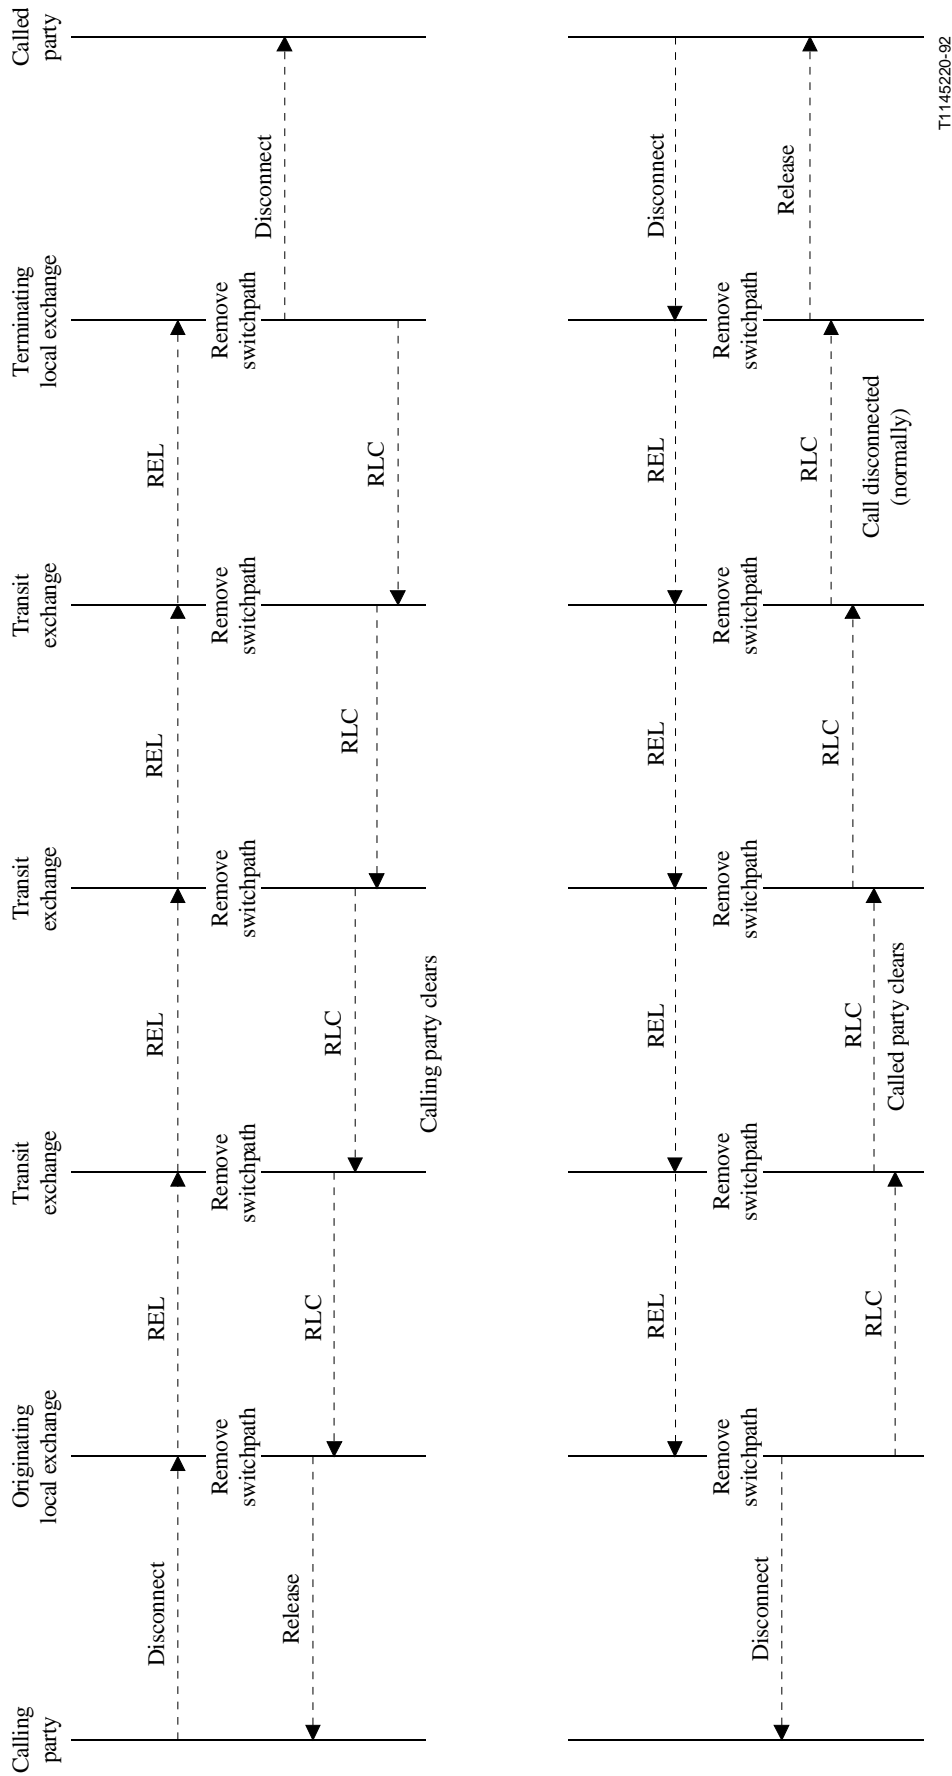 Calling
party
Originating
local exchange
Transit
exchange
Transit
exchange
Transit
exchange
Terminating
local exchange
Called
party
Disconnect
REL
REL
REL
REL
Remove
switchpath
Remove
switchpath
Remove
switchpath
Remove
switchpath
Remove
switchpath
Disconnect
Release
RLC
RLC
RLC
RLC
Calling party clears
REL
REL
REL
REL
Disconnect
Remove
switchpath
Remove
switchpath
Remove
switchpath
Remove
switchpath
Remove
switchpath
Disconnect
Release
RLC
RLC
RLC
RLC
Called party clears
Call disconnected
(normally)
T1145220-92